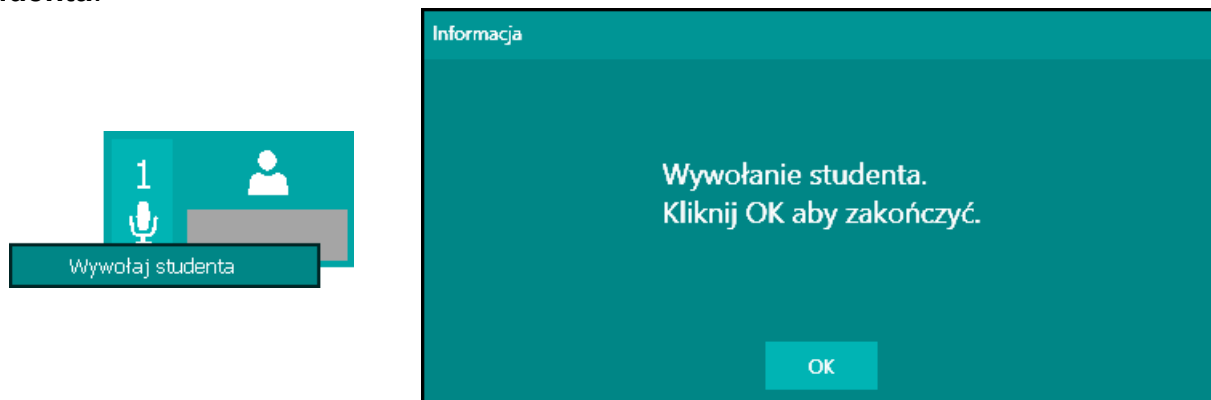 Informacja
1
Wywołaj studenta
Wywołanie studenta.
Kliknij OK aby zakończyć.
OK